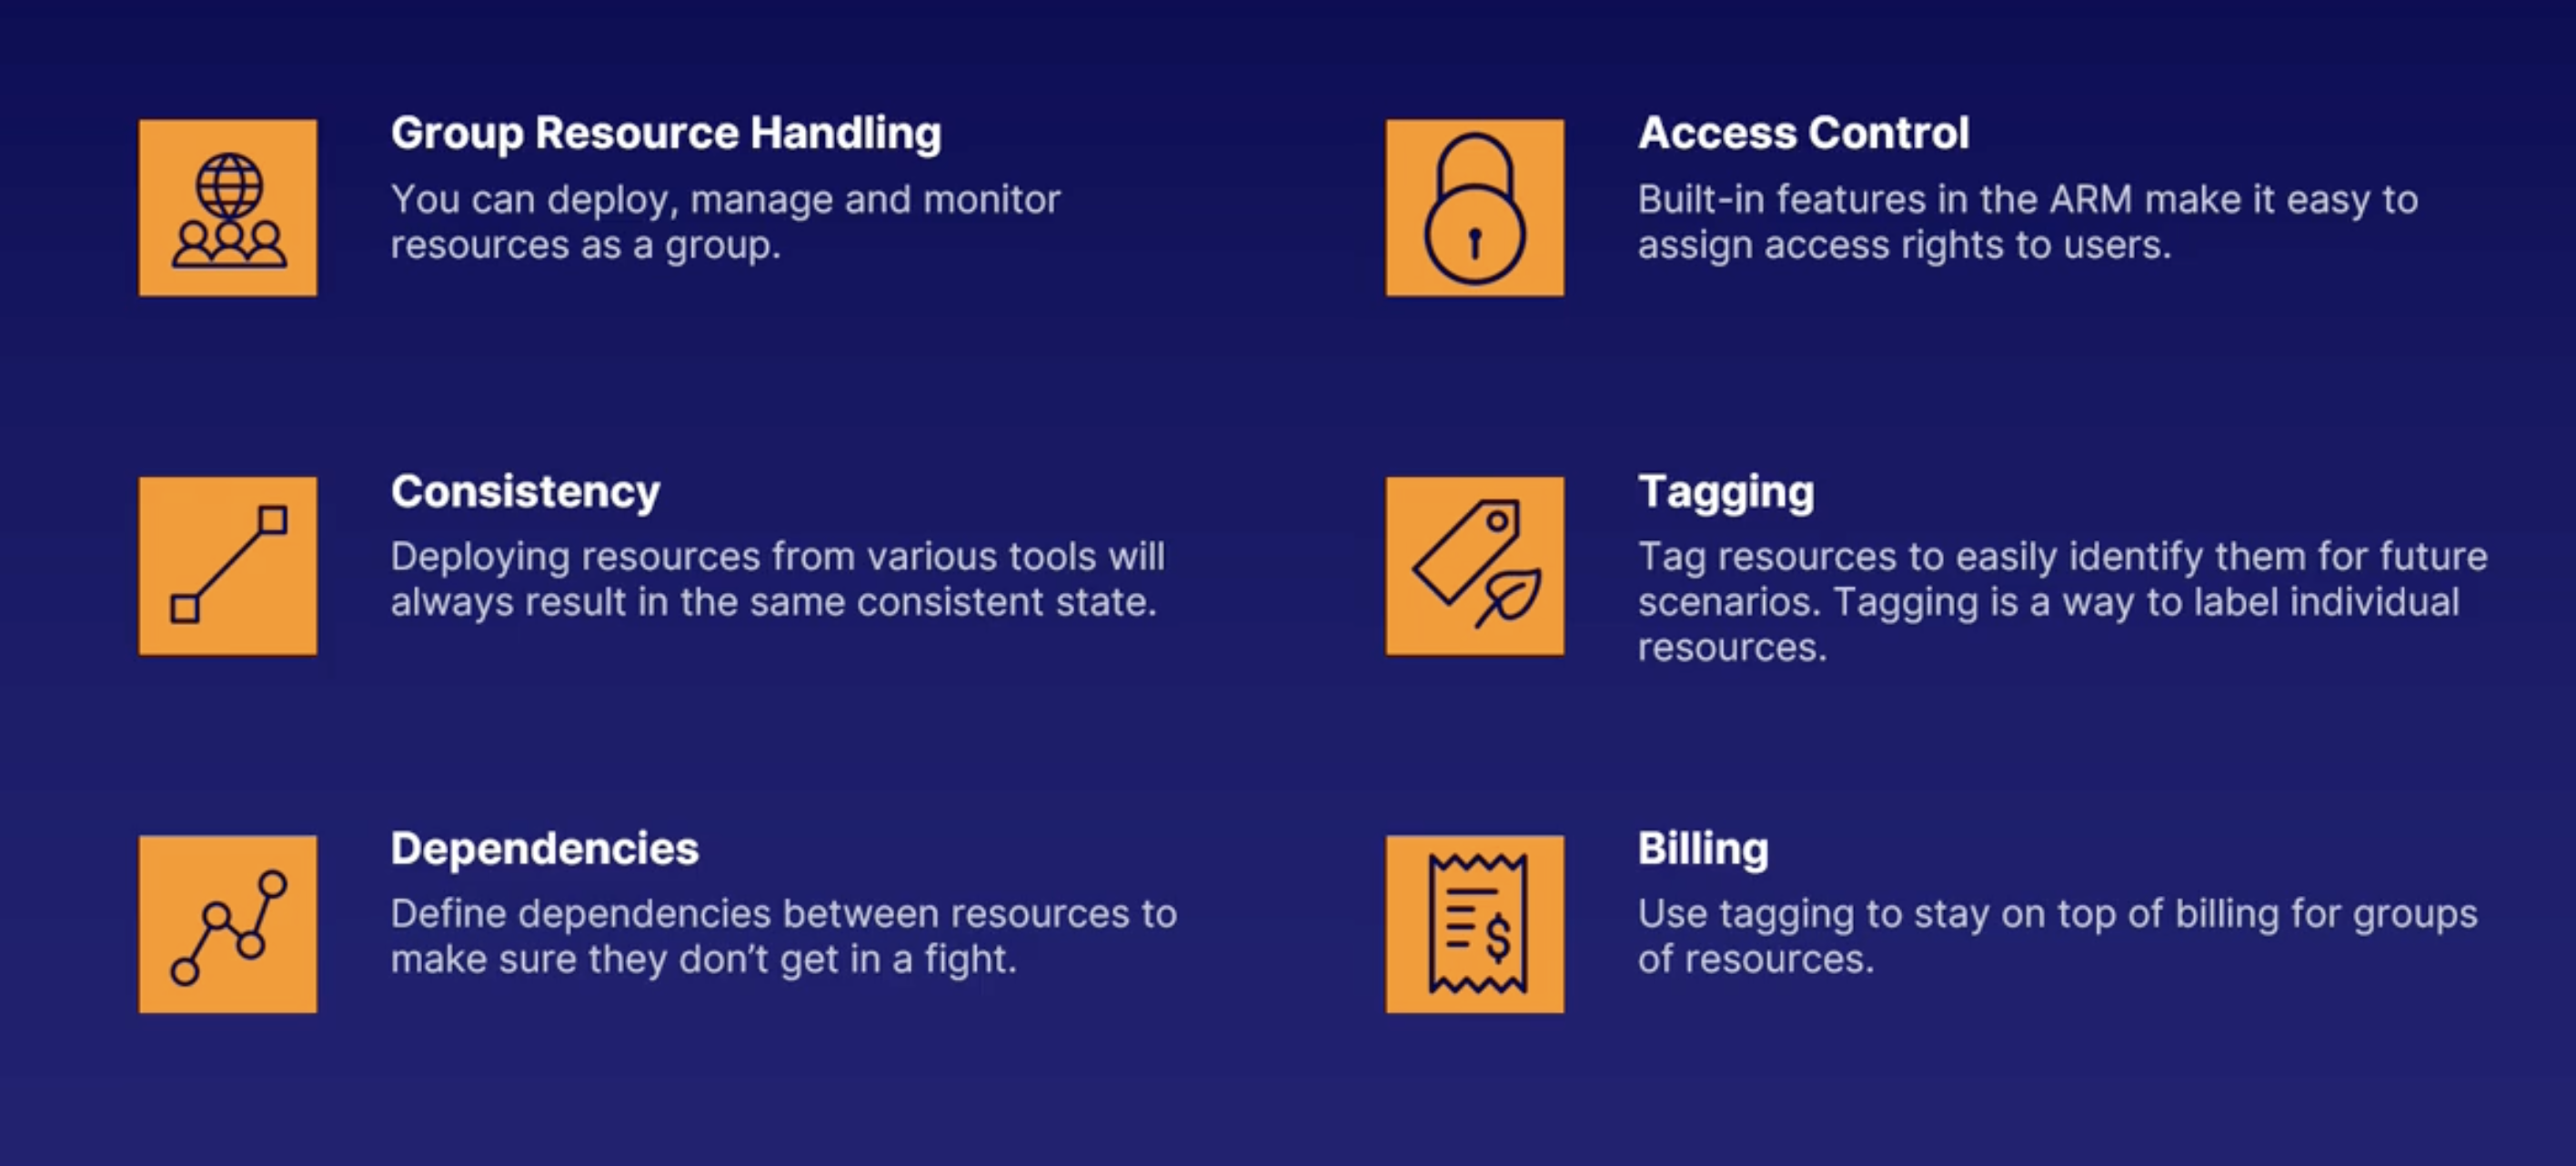 Group Resource Handling
You can deploy, manage and monitor
resources as a group.
Access Control
Built-in features in the ARM make it easy to
assign access rights to users.
Consistency
Deploying resources from various tools will
always result in the same consistent state.
Tagging
Tag resources to easily identify them for future
scenarios. Tagging is a way to label individual
resources.
Dependencies
Define dependencies between resources to
make sure they don’t get in a fight.
Billing
Use tagging to stay on top of billing for groups
of resources.
$